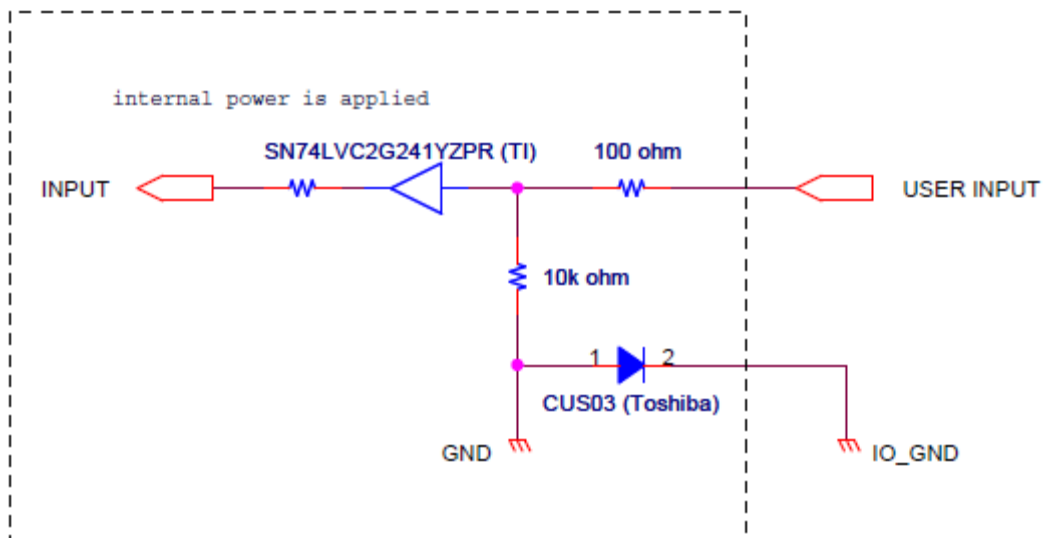 internal power is applied
SN74LVC2G241YZPR (TI)
100 ohm
INPUT
USER INPUT
10k ohm
1
2
CUS03 (Toshiba)
GND
IO_GND